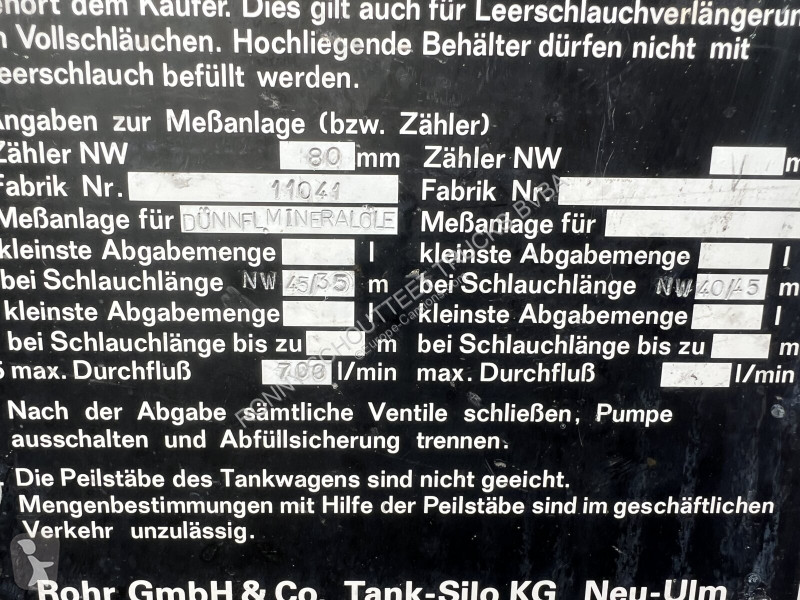 dem Käufer. Dies gilt auch für
Vollschläuchen. Hochliegende Behälter dürfen nicht mit
befüllt werden.
Angaben zur Meßanlage (bzw. Zähler)
Zähler NW 80 mm Zähler NW
Fabrik Nr. 11041 Fabrik Nr.
Meßanlage für DÜNNFL MINERALÖLE Meßanlage für
kleinste Abgabemenge l kleinste Abgabemenge l
bei Schlauchlänge NW 45/35 m bei Schlauchlänge NW 40/45 m
kleinste Abgabemenge l kleinste Abgabemenge l
bei Schlauchlänge bis zu m bei Schlauchlänge bis zu m
max. Durchfluß 700 l/min max. Durchfluß l/min
Nach der Abgabe sämtliche Ventile schließen, Pumpe
ausschalten und Abfüllsicherung trennen.
Die Peilstäbe des Tankwagens sind nicht geeicht.
Mengenbestimmungen mit Hilfe der Peilstäbe sind im geschäftlichen
Verkehr unzulässig.
Rohr GmbH & Co. Tank-Silo KG Neu-Ulm